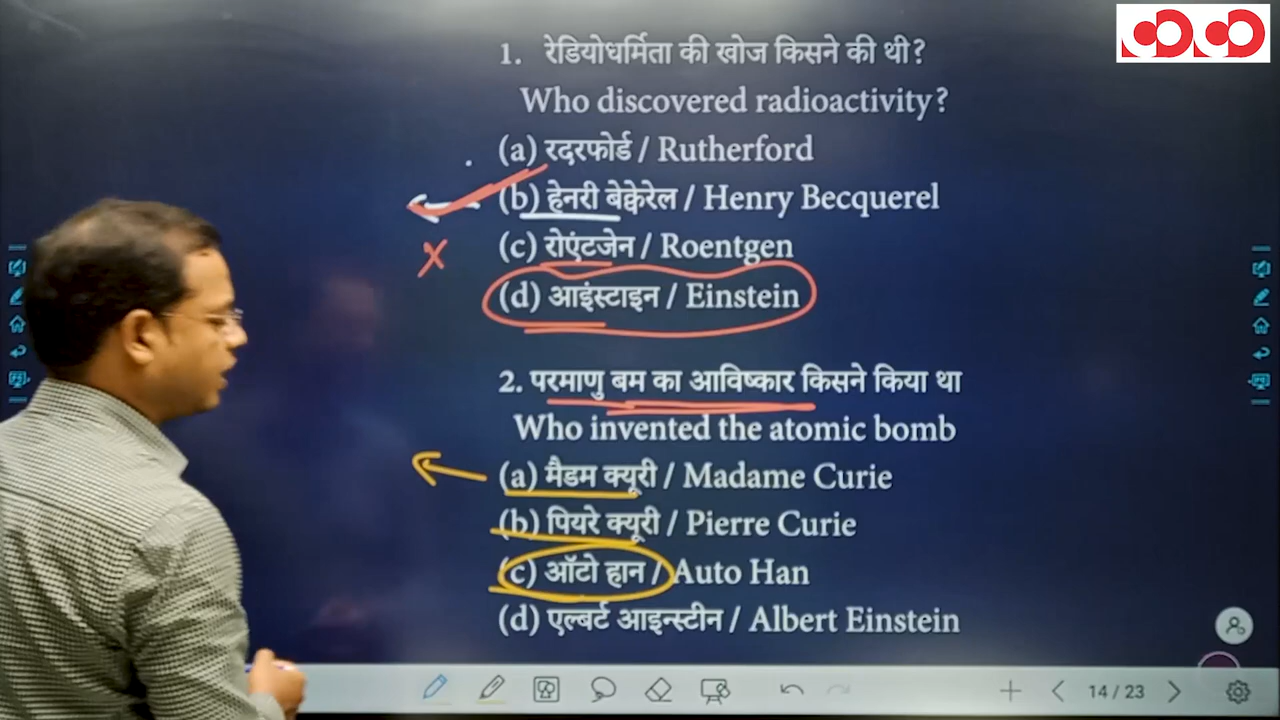 1. रेडियोधर्मिता की खोज किसने की थी?
Who discovered radioactivity?
(a) रदरफोर्ड / Rutherford
(b) हेनरी बेक्वेरेल / Henry Becquerel
(c) रोएंटजेन / Roentgen
(d) आइंस्टाइन / Einstein
2. परमाणु बम का आविष्कार किसने किया था
Who invented the atomic bomb
(a) मैडम क्यूरी / Madame Curie
(b) पियरे क्यूरी / Pierre Curie
(c) ऑटो हान / Auto Han
(d) एल्बर्ट आइन्स्टीन / Albert Einstein
14 / 23